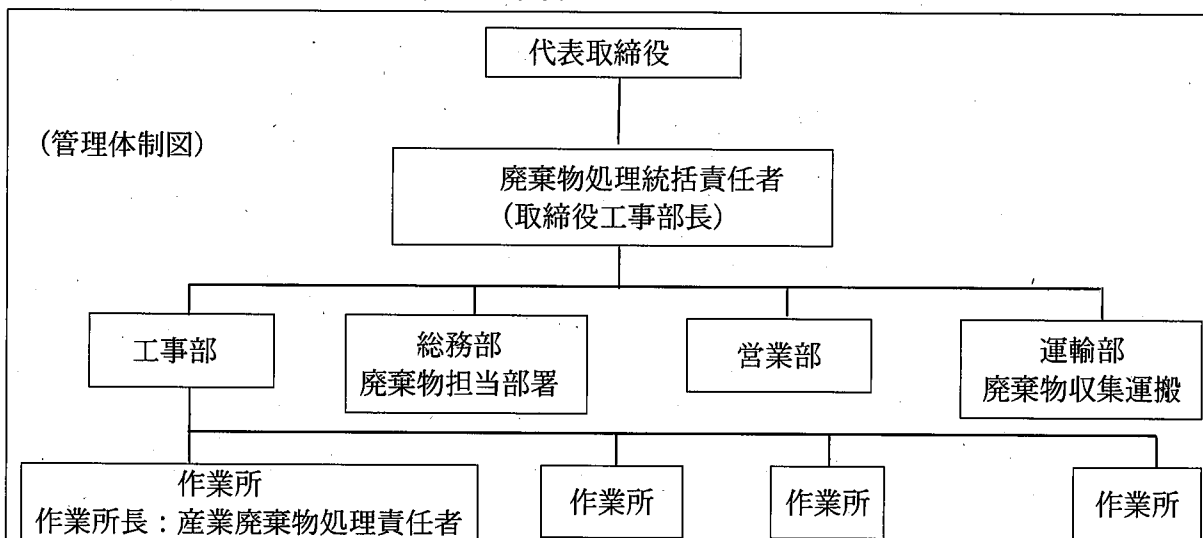 代表取締役
(管理体制図)
廃棄物処理統括責任者
(取締役工事部長)
工事部
総務部
廃棄物担当部署
営業部
運輸部
廃棄物収集運搬
作業所
作業所長：産業廃棄物処理責任者
作業所
作業所
作業所